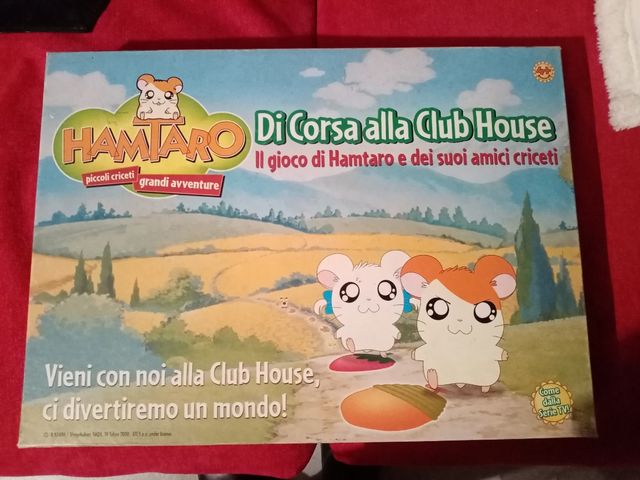 HAMTARO
piccoli criceti grandi avventure
Di Corsa alla Club House
Il gioco di Hamtaro e dei suoi amici criceti
Vieni con noi alla Club House,
ci divertiremo un mondo!
Come
dalla
Serie TV!